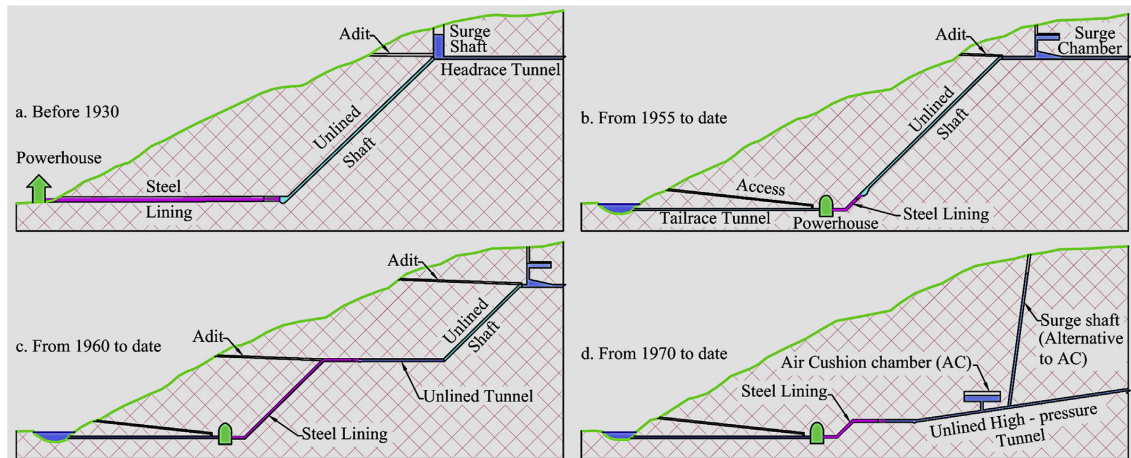 a. Before 1930
Adit
Surge
Shaft
Headrace Tunnel
Unlined
Shaft
Powerhouse
Steel
Lining
b. From 1955 to date
Adit
Surge
Chamber
Unlined
Shaft
Access
Tailrace Tunnel
Powerhouse
Steel Lining
c. From 1960 to date
Adit
Adit
Unlined
Shaft
Unlined Tunnel
Steel Lining
d. From 1970 to date
Surge shaft
(Alternative
to AC)
Air Cushion chamber (AC)
Steel Lining
Unlined High - pressure
Tunnel